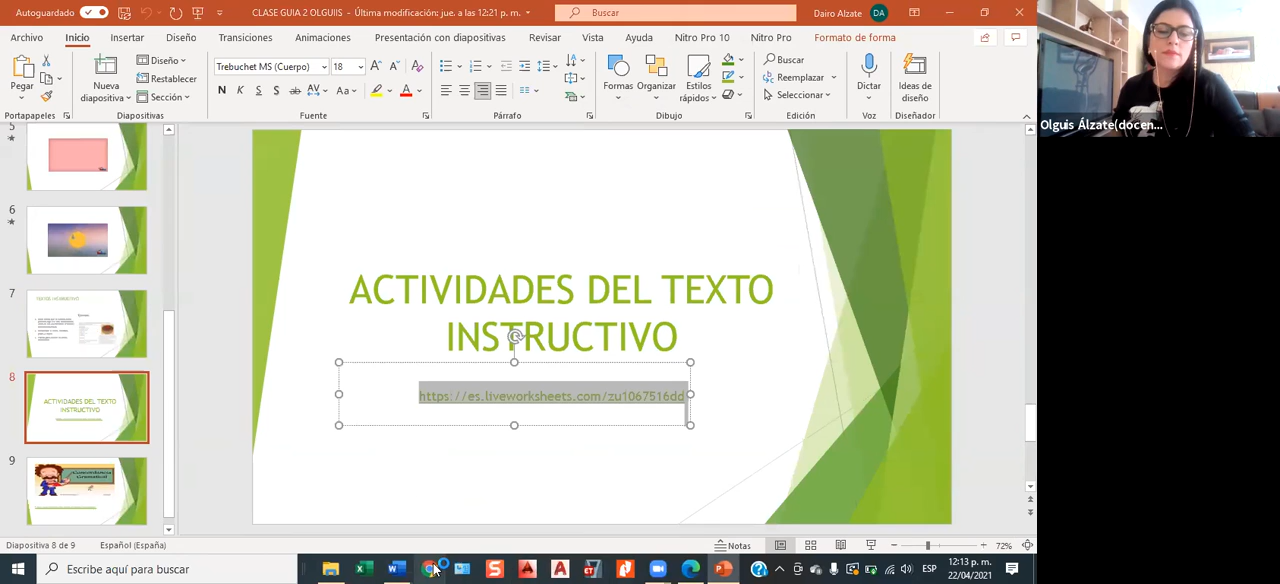 Autoguardado
CLASE GUIA 2 OLGUIIS • Última modificación: jue. a las 12:21 p. m.
Buscar
Dairo Alzate
DA
Archivo
Inicio
Insertar
Diseño
Transiciones
Animaciones
Presentación con diapositivas
Revisar
Vista
Ayuda
Nitro Pro 10
Nitro Pro
Formato de forma
Pegar
Nueva
diapositiva
Diseño
Restablecer
Sección
Trebuchet MS (Cuerpo)
18
Formas
Organizar
Estilos
rápidos
Buscar
Reemplazar
Seleccionar
Dictar
Ideas de
diseño
Portapapeles
Diapositivas
Fuente
Párrafo
Dibujo
Edición
Voz
Diseñador
Olguis Álzate(docen...
5
6
7
8
ACTIVIDADES DEL TEXTO
INSTRUCTIVO
9
ACTIVIDADES DEL TEXTO
INSTRUCTIVO
https://es.liveworksheets.com/zu1067516dd
Diapositiva 8 de 9
Español (España)
Notas
72%
Escribe aquí para buscar
ESP
12:13 p. m.
22/04/2021